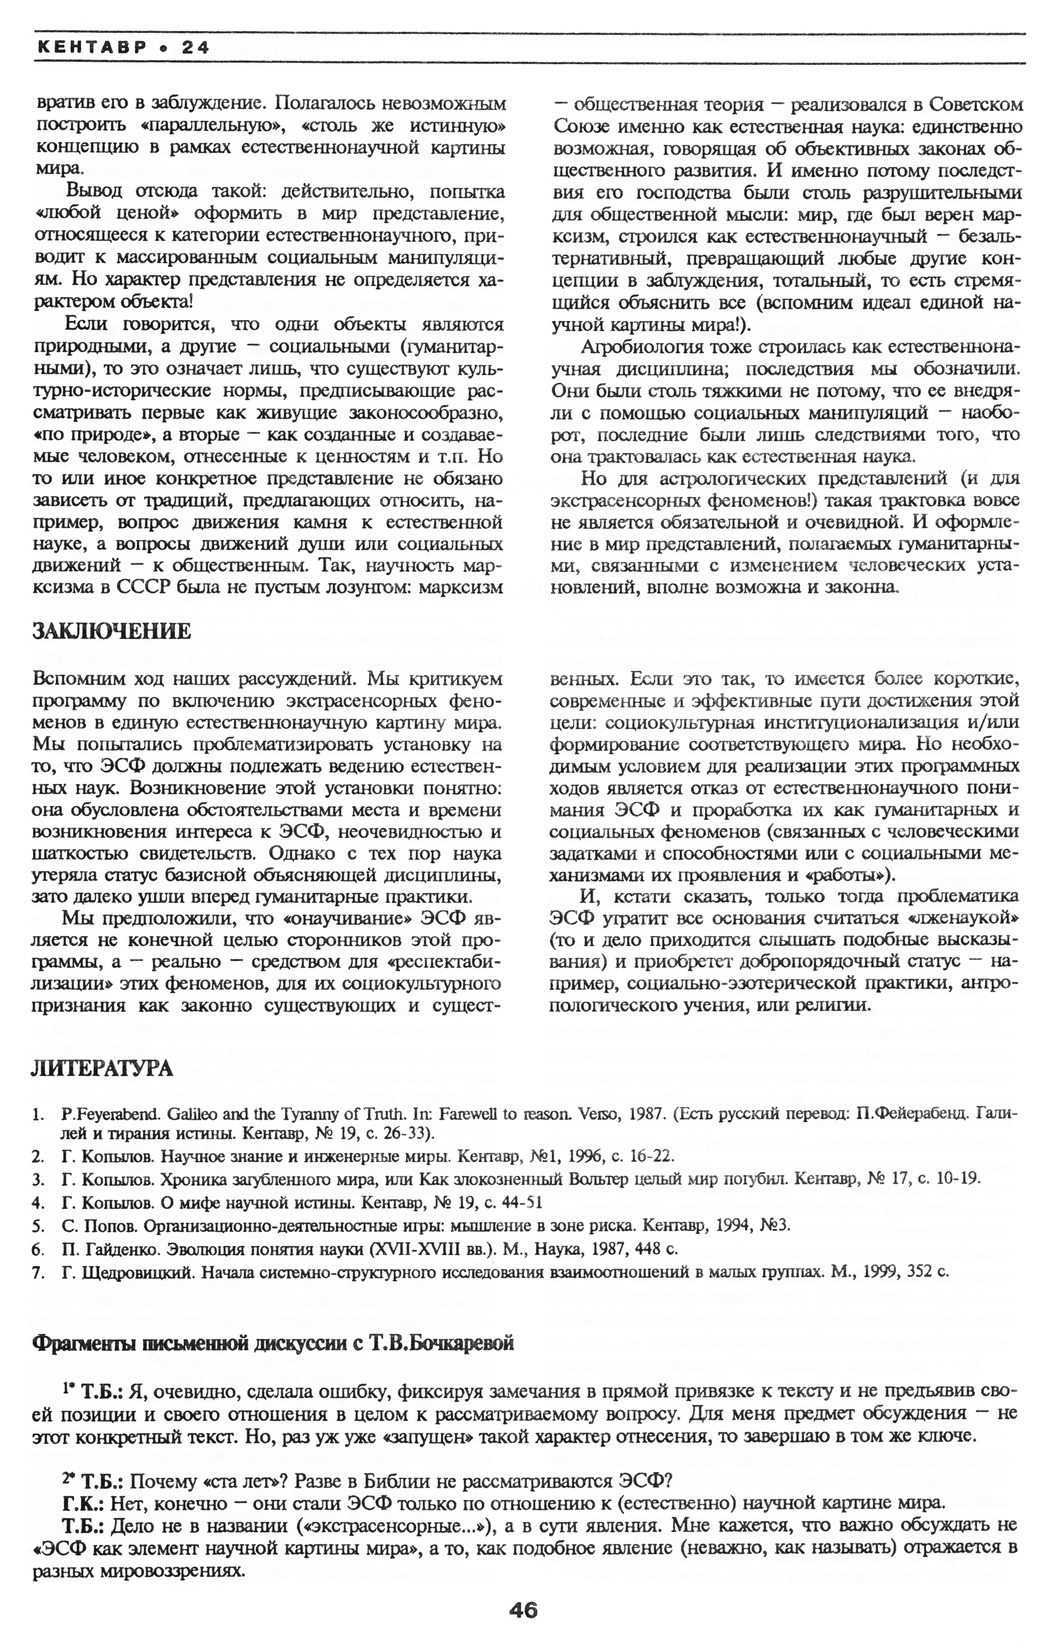 КЕНТАВР • 24
вратив его в заблуждение. Полагалось невозможным
построить «параллельную», «столь же истинную»
концепцию в рамках естественнонаучной картины
мира.
Вывод отсюда такой: действительно, попытка
«любой ценой» оформить в мир представление,
относящееся к категории естественнонаучного, при-
водит к массированным социальным манипуляци-
ям. Но характер представления не определяется ха-
рактером объекта!
Если говорится, что одни объекты являются
природными, а другие — социальными (гуманитар-
ными), то это означает лишь, что существуют куль-
турно-исторические нормы, предписывающие рас-
сматривать первые как живущие законосообразно,
«по природе», а вторые — как созданные и создавае-
мые человеком, отнесенные к ценностям и т.п. Но
то или иное конкретное представление не обязано
зависеть от традиций, предлагающих относить, на-
пример, вопрос движения камня к естественной
науке, а вопросы движений души или социальных
движений — к общественным. Так, научность мар-
ксизма в СССР была не пустым лозунгом: марксизм
— общественная теория — реализовался в Советском
Союзе именно как естественная наука: единственно
возможная, говорящая об объективных законах об-
щественного развития. И именно потому последст-
вия его господства были столь разрушительными
для общественной мысли: мир, где был верен мар-
ксизм, строился как естественнонаучный — безаль-
тернативный, превращающий любые другие кон-
цепции в заблуждения, тотальный, то есть стремя-
щийся объяснить все (вспомним идеал единой на-
учной картины мира!).
Агробиология тоже строилась как естественнона-
учная дисциплина; последствия мы обозначили.
Они были столь тяжкими не потому, что ее внедря-
ли с помощью социальных манипуляций — наобо-
рот, последние были лишь следствиями того, что
она трактовалась как естественная наука.
Но для астрологических представлений (и для
экстрасенсорных феноменов!) такая трактовка вовсе
не является обязательной и очевидной. И оформле-
ние в мир представлений, полагаемых гуманитарны-
ми, связанными с изменением человеческих уста-
новлений, вполне возможна и законна.
ЗАКЛЮЧЕНИЕ
Вспомним ход наших рассуждений. Мы критикуем
программу по включению экстрасенсорных фено-
менов в единую естественнонаучную картину мира.
Мы попытались проблематизировать установку на
то, что ЭСФ должны подлежать ведению естествен-
ных наук. Возникновение этой установки понятно:
она обусловлена обстоятельствами места и времени
возникновения интереса к ЭСФ, неочевидностью и
шаткостью свидетельств. Однако с тех пор наука
утеряла статус базисной объясняющей дисциплины,
зато далеко ушли вперед гуманитарные практики.
Мы предположили, что «онаучивание» ЭСФ яв-
ляется не конечной целью сторонников этой про-
граммы, а — реально — средством для «респектаби-
лизации» этих феноменов, для их социокультурного
признания как законно существующих и сущест-
венных. Если это так, то имеется более короткие,
современные и эффективные пути достижения этой
цели: социокультурная институционализация и/или
формирование соответствующего мира. Но необхо-
димым условием для реализации этих программных
ходов является отказ от естественнонаучного пони-
мания ЭСФ и проработка их как гуманитарных и
социальных феноменов (связанных с человеческими
задатками и способностями или с социальными ме-
ханизмами их проявления и «работы»).
И, кстати сказать, только тогда проблематика
ЭСФ утратит все основания считаться «лженаукой»
(то и дело приходится слышать подобные высказы-
вания) и приобретет добропорядочный статус — на-
пример, социально-эзотерической практики, антро-
пологического учения, или религии.
ЛИТЕРАТУРА
1. P.Feyerabend. Galileo and the Tyranny of Truth. In: Farewell to reason. Verso, 1987. (Есть русский перевод: П.Фейерабенд. Гали-
лей и тирания истины. Кентавр, № 19, с. 26-33).
2. Г. Копылов. Научное знание и инженерные миры. Кентавр, №1, 1996, с. 16-22.
3. Г. Копылов. Хроника загубленного мира, или Как злокозненный Вольтер целый мир погубил. Кентавр, № 17, с. 10-19.
4. Г. Копылов. О мифе научной истины. Кентавр, № 19, с. 44-51
5. С. Попов. Организационно-деятельностные игры: мышление в зоне риска. Кентавр, 1994, №3.
6. П. Гайденко. Эволюция понятия науки (XVII-XVIII вв.). М., Наука, 1987, 448 с.
7. Г. Щедровицкий. Начала системно-структурного исследования взаимоотношений в малых группах. М., 1999, 352 с.
Фрагменты письменной дискуссии с Т.В.Бочкаревой
1* Т.Б.: Я, очевидно, сделала ошибку, фиксируя замечания в прямой привязке к тексту и не предъявив сво-
ей позиции и своего отношения в целом к рассматриваемому вопросу. Для меня предмет обсуждения — не
этот конкретный текст. Но, раз уж уже «запущен» такой характер отнесения, то завершаю в том же ключе.
2* Т.Б.: Почему «ста лет»? Разве в Библии не рассматриваются ЭСФ?
Г.К.: Нет, конечно — они стали ЭСФ только по отношению к (естественно) научной картине мира.
Т.Б.: Дело не в названии («экстрасенсорные...»), а в сути явления. Мне кажется, что важно обсуждать не
«ЭСФ как элемент научной картины мира», а то, как подобное явление (неважно, как называть) отражается в
разных мировоззрениях.
46